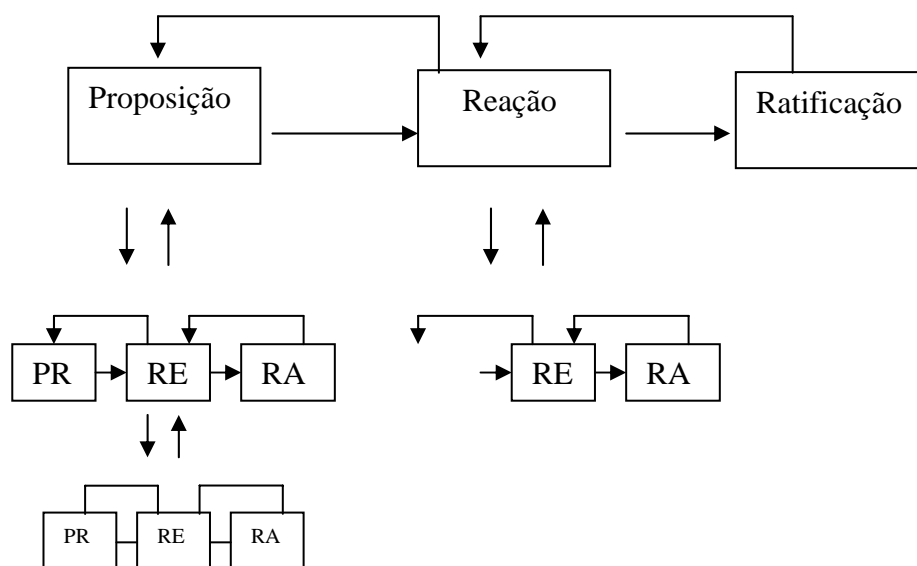 Proposição
Reação
Ratificação
PR
RE
RA
RE
RA
PR
RE
RA